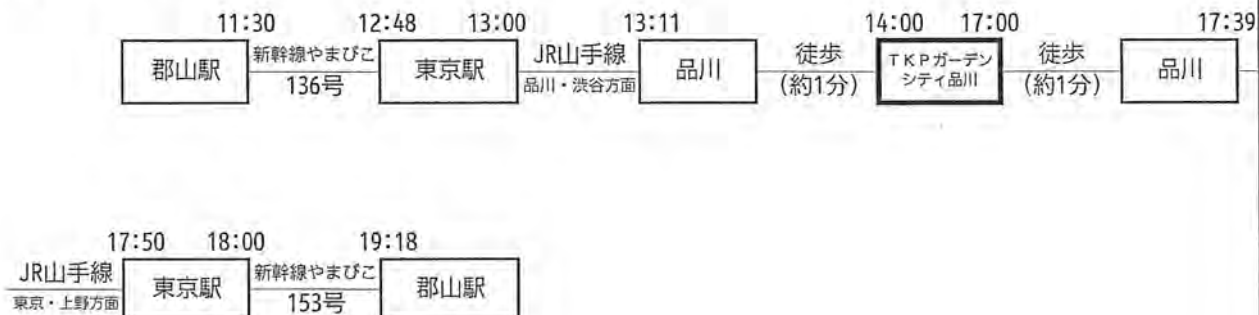 11:30 12:48 13:00 13:11 14:00 17:00 17:39
郡山駅 新幹線やまびこ 136号 東京駅 JR山手線 品川・渋谷方面 品川 徒歩 (約1分) TKPガーデン シティ品川 徒歩 (約1分) 品川
17:50 18:00 19:18
JR山手線 東京・上野方面 東京駅 新幹線やまびこ 153号 郡山駅